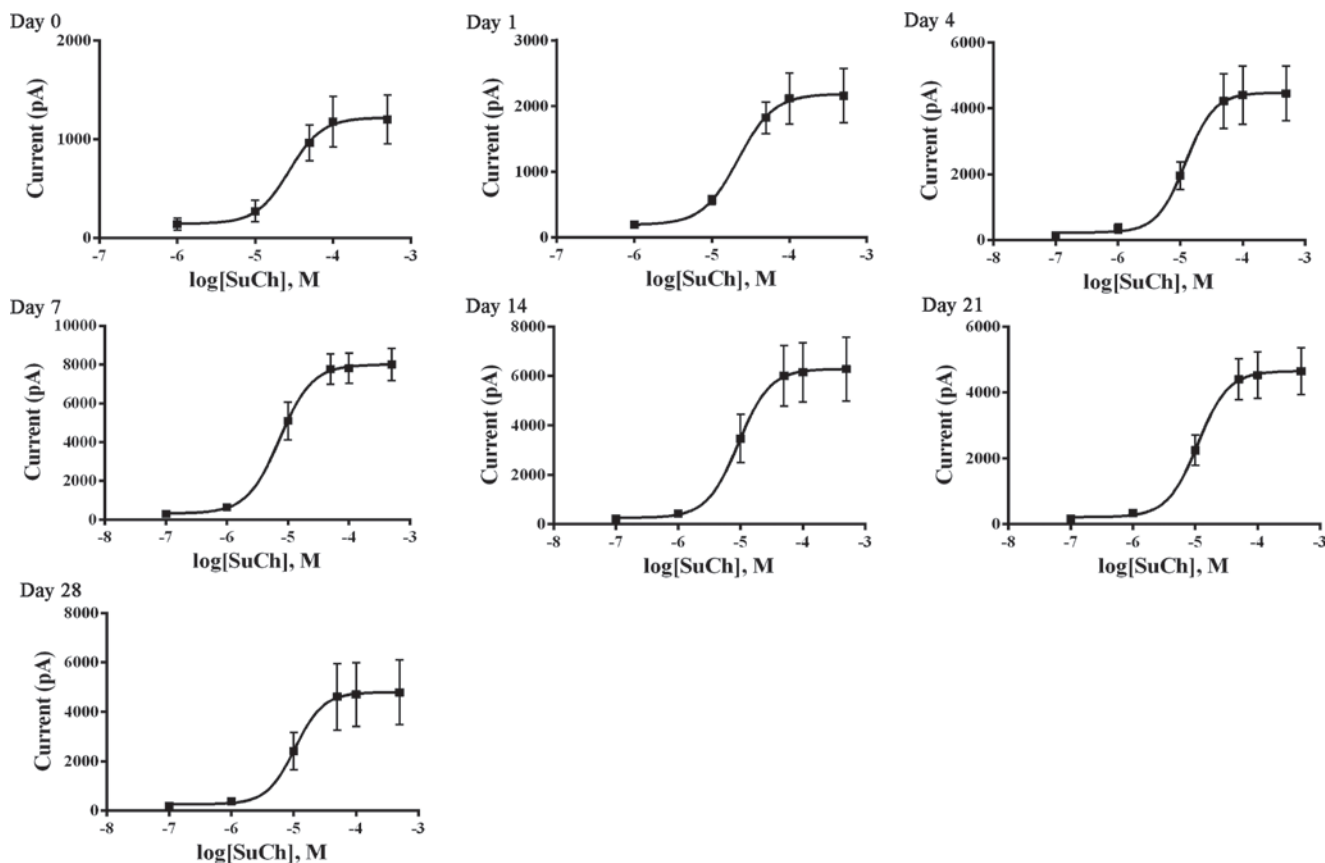 Day 0
2000
1000
0
Current (pA)
-7 -6 -5 -4 -3
log[SuCh], M
Day 1
3000
2000
1000
0
Current (pA)
-7 -6 -5 -4 -3
log[SuCh], M
Day 4
6000
4000
2000
0
Current (pA)
-8 -7 -6 -5 -4 -3
log[SuCh], M
Day 7
10000
8000
6000
4000
2000
0
Current (pA)
-8 -7 -6 -5 -4 -3
log[SuCh], M
Day 14
8000
6000
4000
2000
0
Current (pA)
-8 -7 -6 -5 -4 -3
log[SuCh], M
Day 21
6000
4000
2000
0
Current (pA)
-8 -7 -6 -5 -4 -3
log[SuCh], M
Day 28
8000
6000
4000
2000
0
Current (pA)
-8 -7 -6 -5 -4 -3
log[SuCh], M